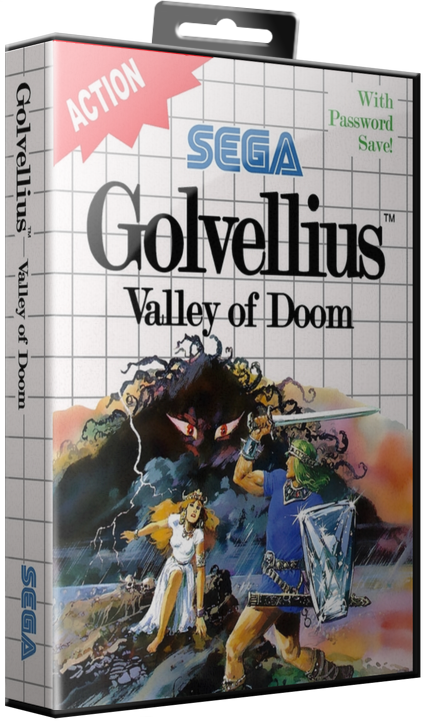 ACTION
With
Password
Save!
SEGA
Golvellius™
Valley of Doom
Golvellius™ Valley of Doom
SEGA